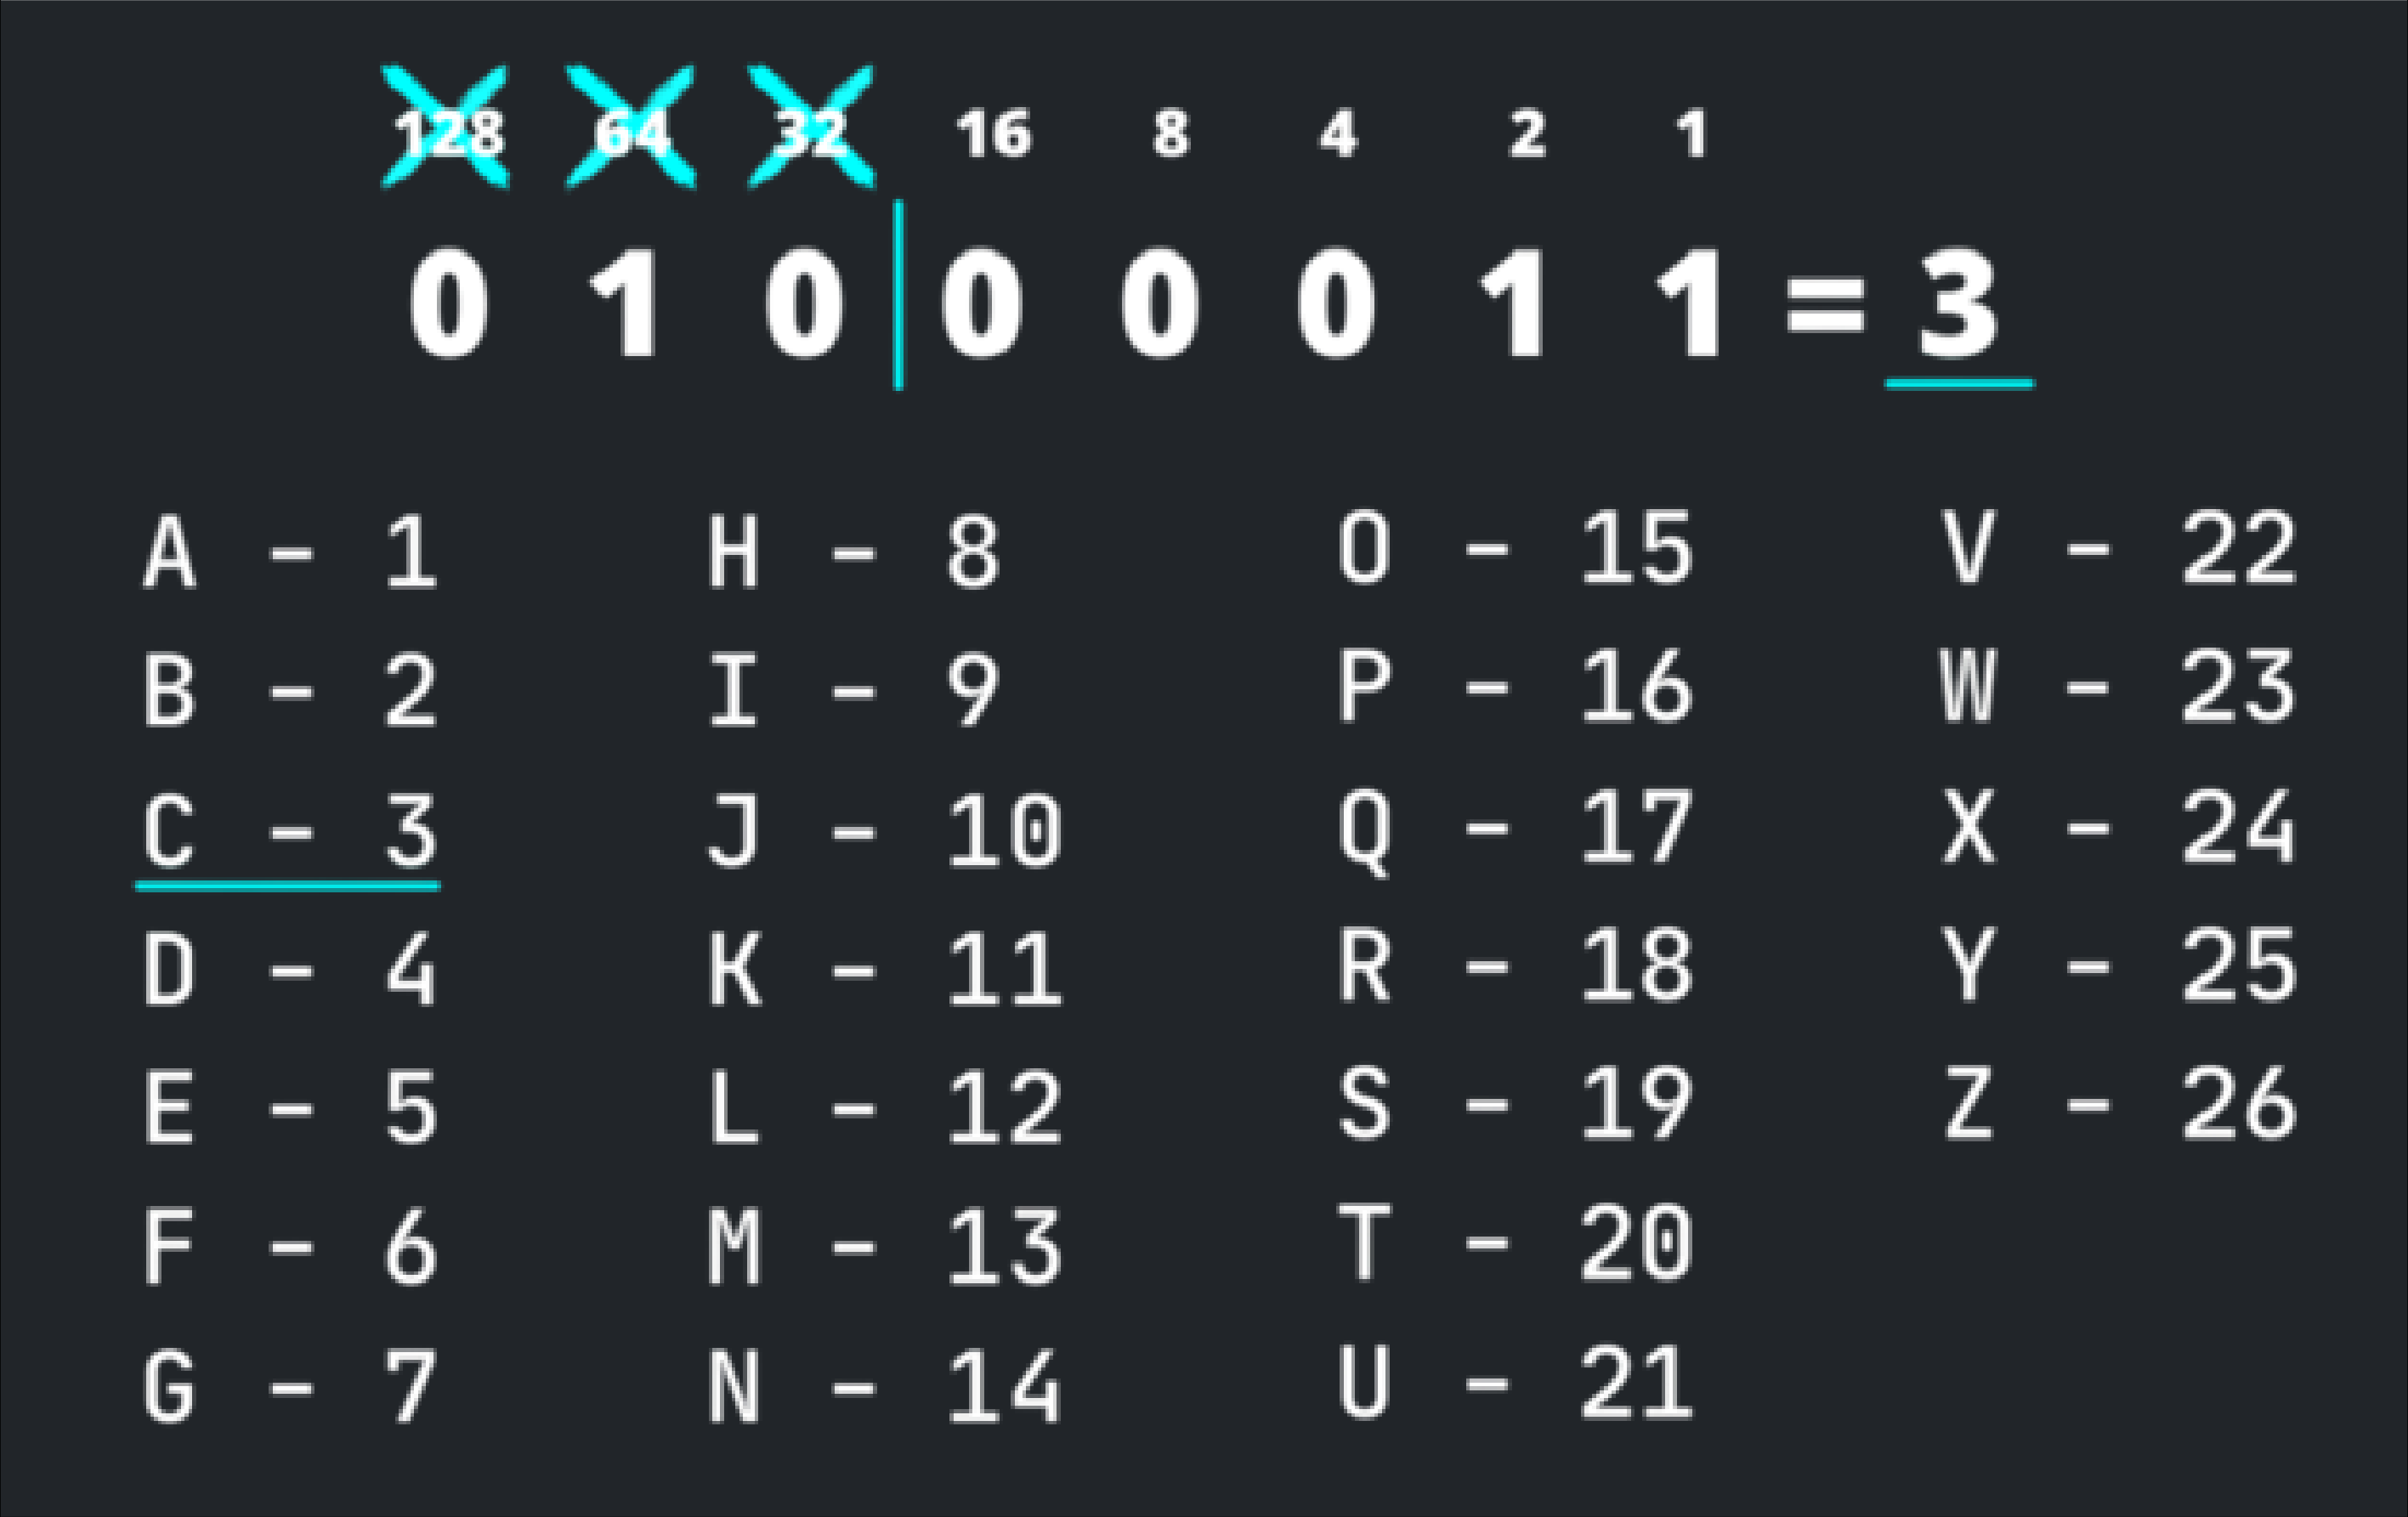 128 64 32 16 8 4 2 1
0 1 0 0 0 0 1 1 = 3
A - 1 H - 8 O - 15 V - 22
B - 2 I - 9 P - 16 W - 23
C - 3 J - 10 Q - 17 X - 24
D - 4 K - 11 R - 18 Y - 25
E - 5 L - 12 S - 19 Z - 26
F - 6 M - 13 T - 20
G - 7 N - 14 U - 21